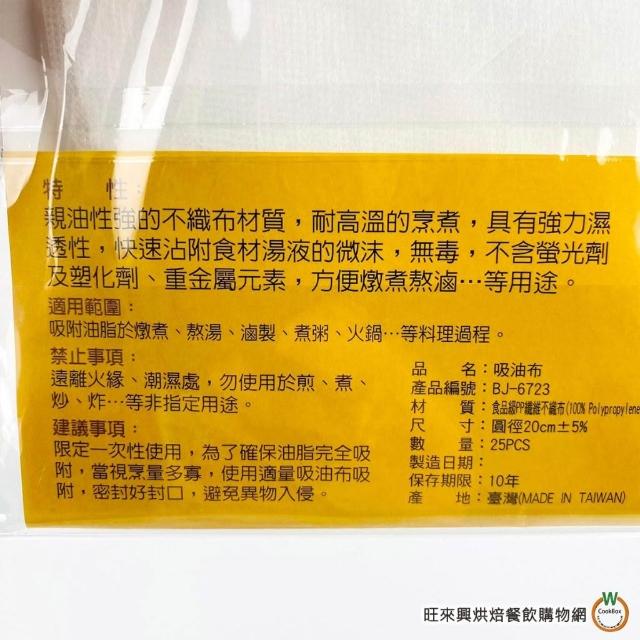 特 性：
親油性強的不織布材質，耐高溫的烹煮，具有強力濕
透性，快速沾附食材湯液的微沫，無毒，不含螢光劑
及塑化劑、重金屬元素，方便燉煮熬滷…等用途。
適用範圍：
吸附油脂於燉煮、熬湯、滷製、煮粥、火鍋…等料理過程。
禁止事項：
遠離火緣、潮濕處，勿使用於煎、煮、
炒、炸…等非指定用途。
建議事項：
限定一次性使用，為了確保油脂完全吸
附，當視烹量多寡，使用適量吸油布吸
附，密封好封口，避免異物入侵。
品 名：吸油布
產品編號：BJ-6723
材 質：食品級PP纖維不織布(100% Polypropylene
尺 寸：圓徑20cm±5%
數 量：25PCS
製造日期：
保存期限：10年
產 地：臺灣(MADE IN TAIWAN)
W
CookBox
旺來興烘焙餐飲購物網